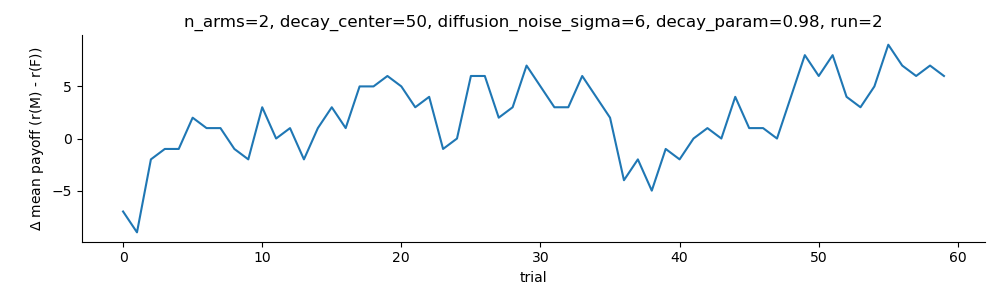 n_arms=2, decay_center=50, diffusion_noise_sigma=6, decay_param=0.98, run=2
Δ mean payoff (r(M) - r(F))
5
0
−5
0 10 20 30 40 50 60
trial